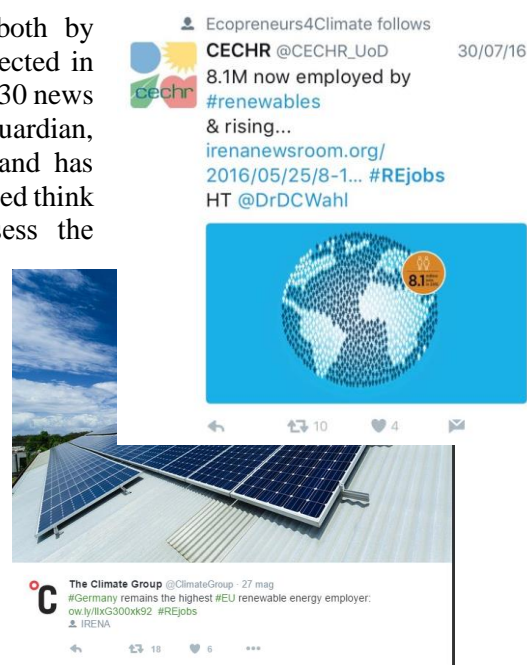 both by
ected in
30 news
uardian,
and has
ed think
sess the
Ecopreneurs4Climate follows
CECHR @CECHR_UoD 30/07/16
cechr
8.1M now employed by
#renewables
& rising...
irenanewsroom.org/
2016/05/25/8-1... #REjobs
HT @DrDCWahl
8.1
10 4
The Climate Group @ClimateGroup · 27 mag
#Germany remains the highest #EU renewable energy employer:
ow.ly/llxG300xk92 #REjobs
IRENA
18 6